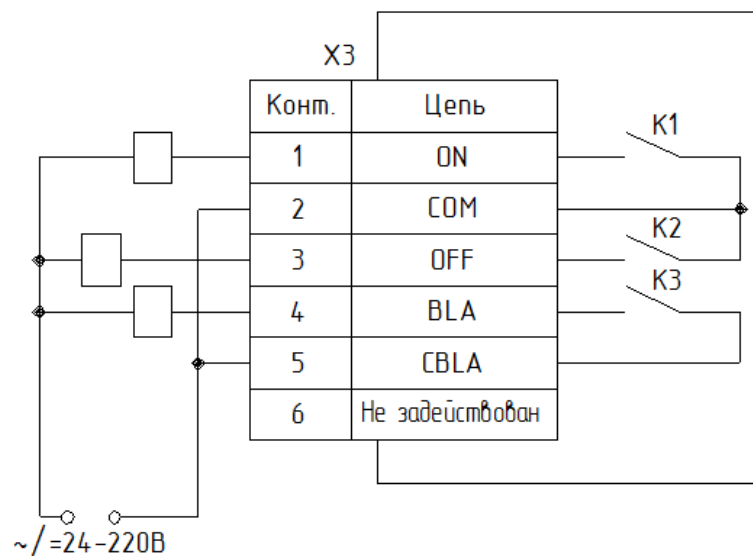 X3
Конт. Цепь
1 ON K1
2 COM
3 OFF K2
4 BLA K3
5 CBLA
6 Не задействован
~/=24-220В